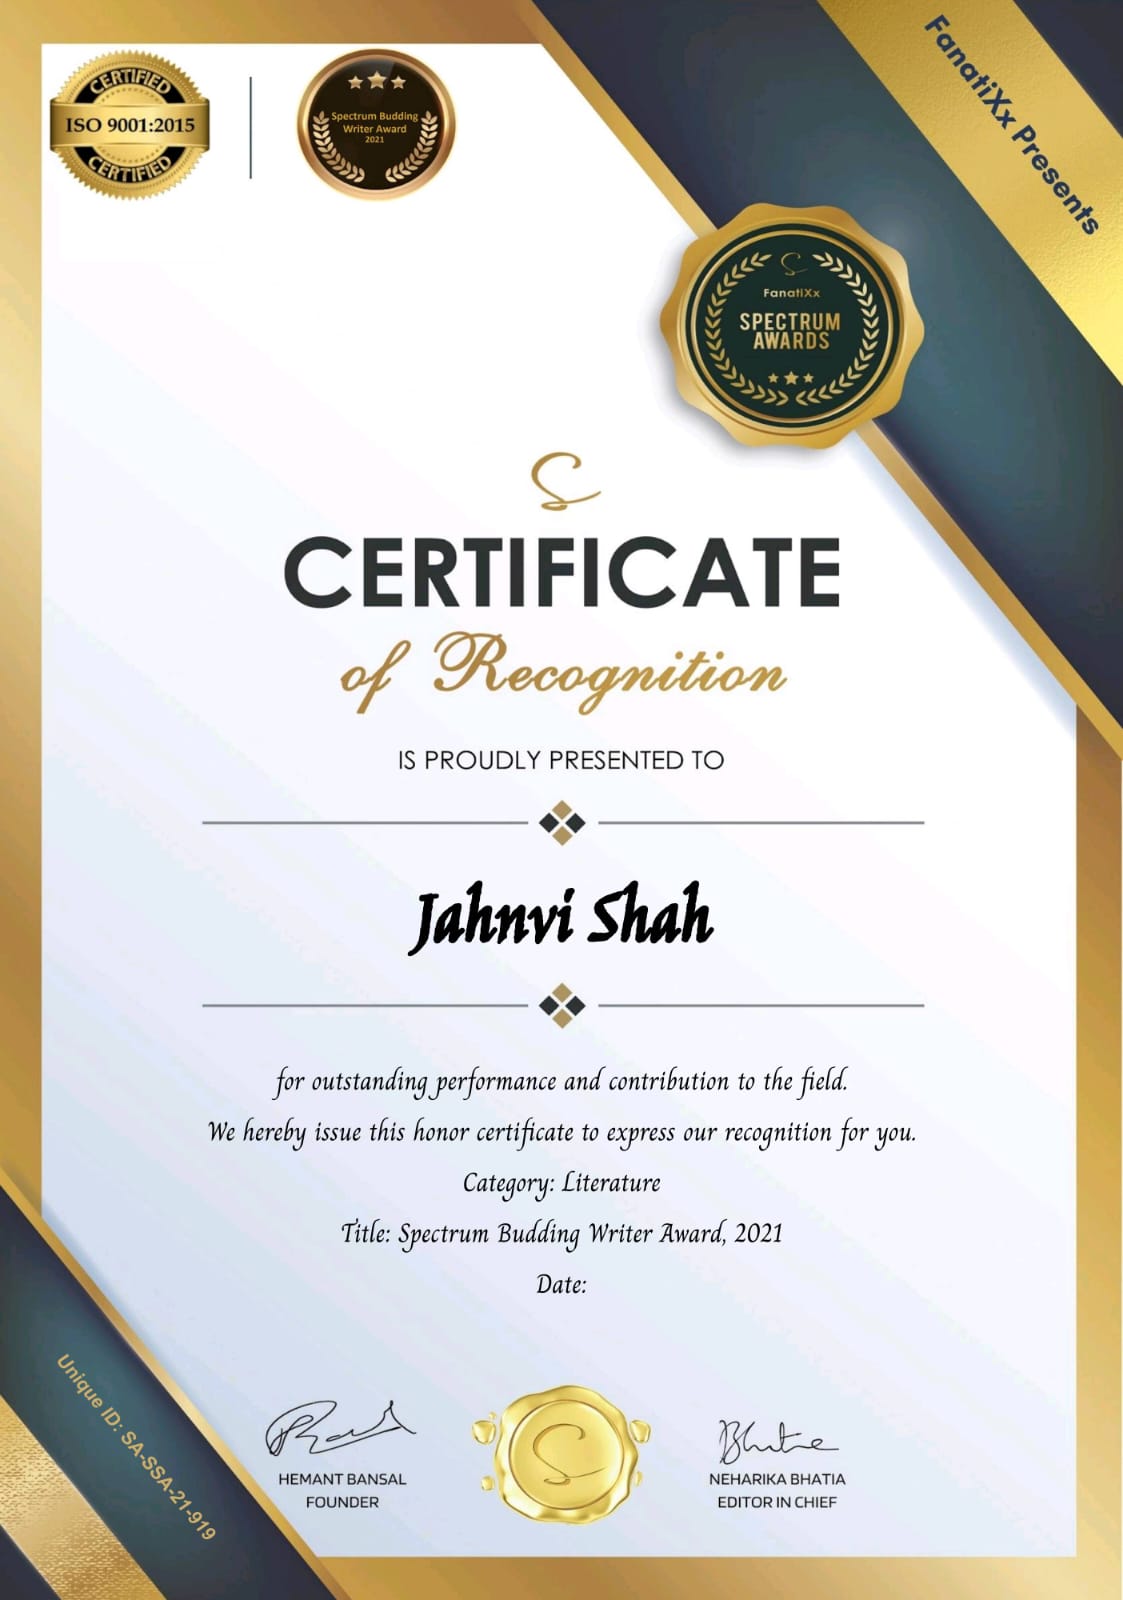 CERTIFIED
ISO 9001:2015
CERTIFIED
Spectrum Budding
Writer Award
2021
FanatiXx Presents
FanatiXx
SPECTRUM
AWARDS
CERTIFICATE
of Recognition
IS PROUDLY PRESENTED TO
Jahnvi Shah
for outstanding performance and contribution to the field.
We hereby issue this honor certificate to express our recognition for you.
Category: Literature
Title: Spectrum Budding Writer Award, 2021
Date:
Unique ID: SA-SSA-21-919
HEMANT BANSAL
FOUNDER
NEHARIKA BHATIA
EDITOR IN CHIEF